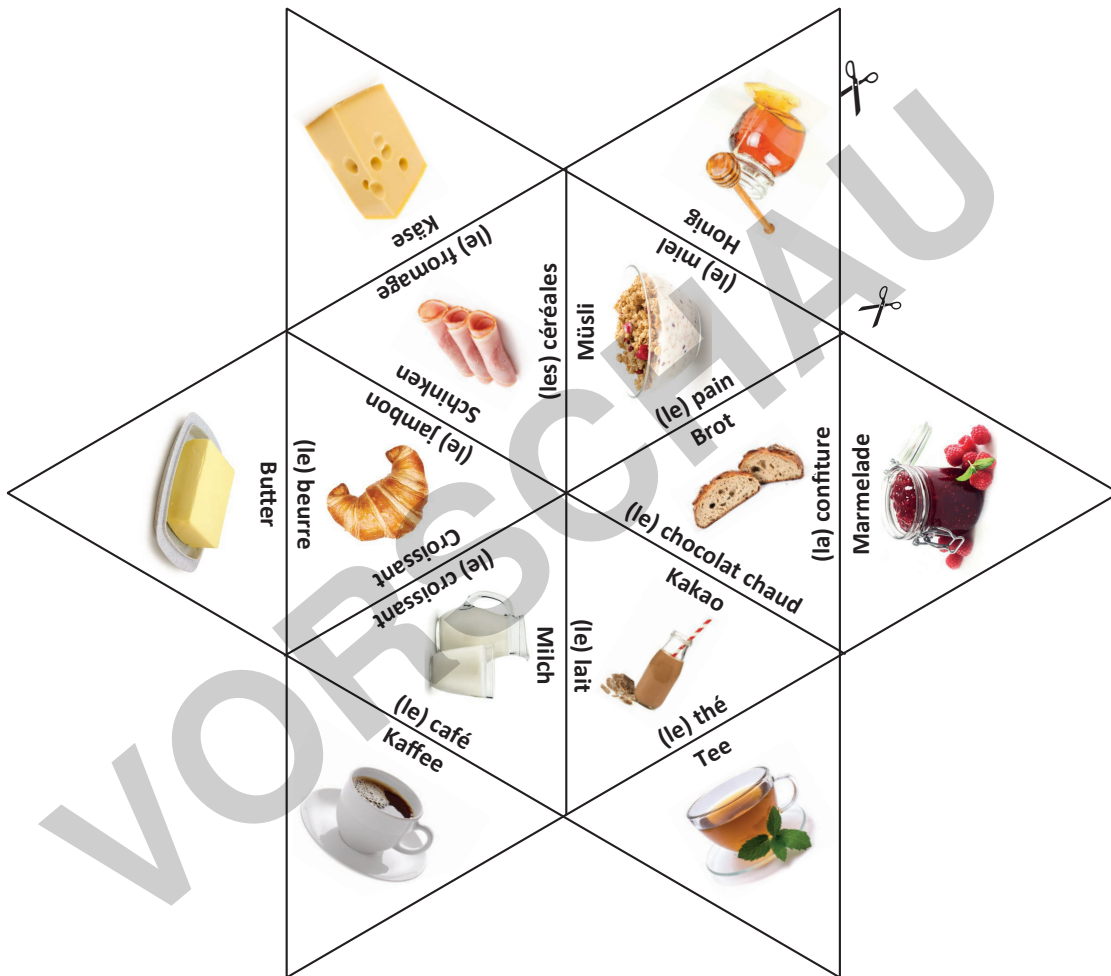 Käse
(le) fromage
Honig
(le) miel
Schinken
(le) jambon
(les) céréales
Müsli
(le) pain
Brot
(le) beurre
Butter
Croissant
(le) croissant
(le) chocolat chaud
Kakao
(la) confiture
Marmelade
Milch
(le) lait
(le) café
Kaffee
(le) thé
Tee
VORSCHAU